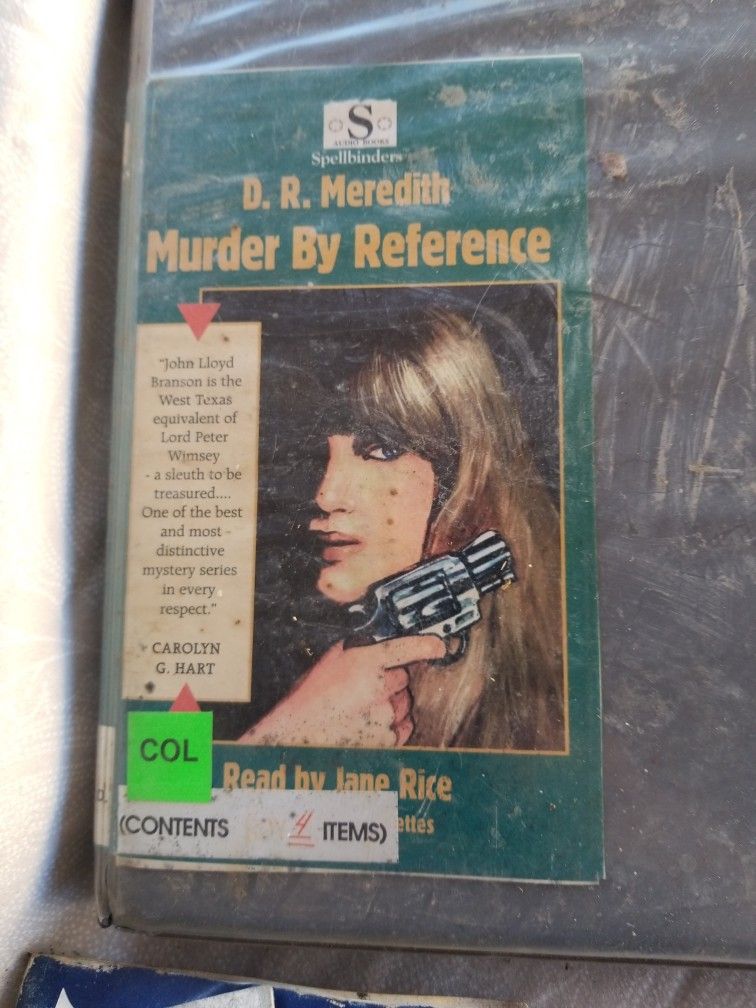 S
AUDIO BOOKS
Spellbinders
D. R. Meredith
Murder By Reference
"John Lloyd
Branson is the
West Texas
equivalent of
Lord Peter
Wimsey
- a sleuth to be
treasured....
One of the best
and most
distinctive
mystery series
in every
respect."
CAROLYN
G. HART
COL
Read by Jane Rice
(CONTENTS 4 ITEMS)
ettes